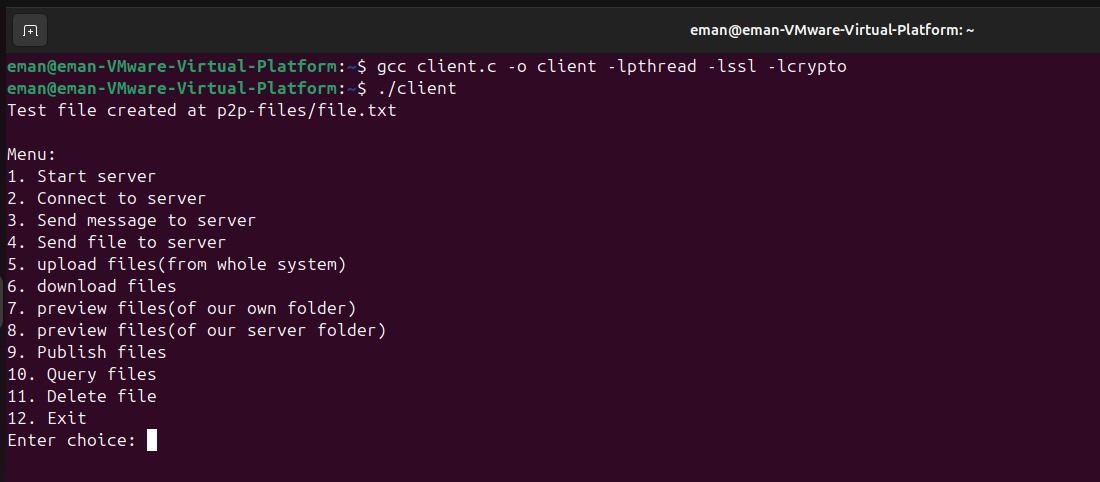 eman@eman-VMware-Virtual-Platform: ~
eman@eman-VMware-Virtual-Platform:~$ gcc client.c -o client -lpthread -lssl -lcrypto
eman@eman-VMware-Virtual-Platform:~$ ./client
Test file created at p2p-files/file.txt
Menu:
1. Start server
2. Connect to server
3. Send message to server
4. Send file to server
5. upload files(from whole system)
6. download files
7. preview files(of our own folder)
8. preview files(of our server folder)
9. Publish files
10. Query files
11. Delete file
12. Exit
Enter choice: